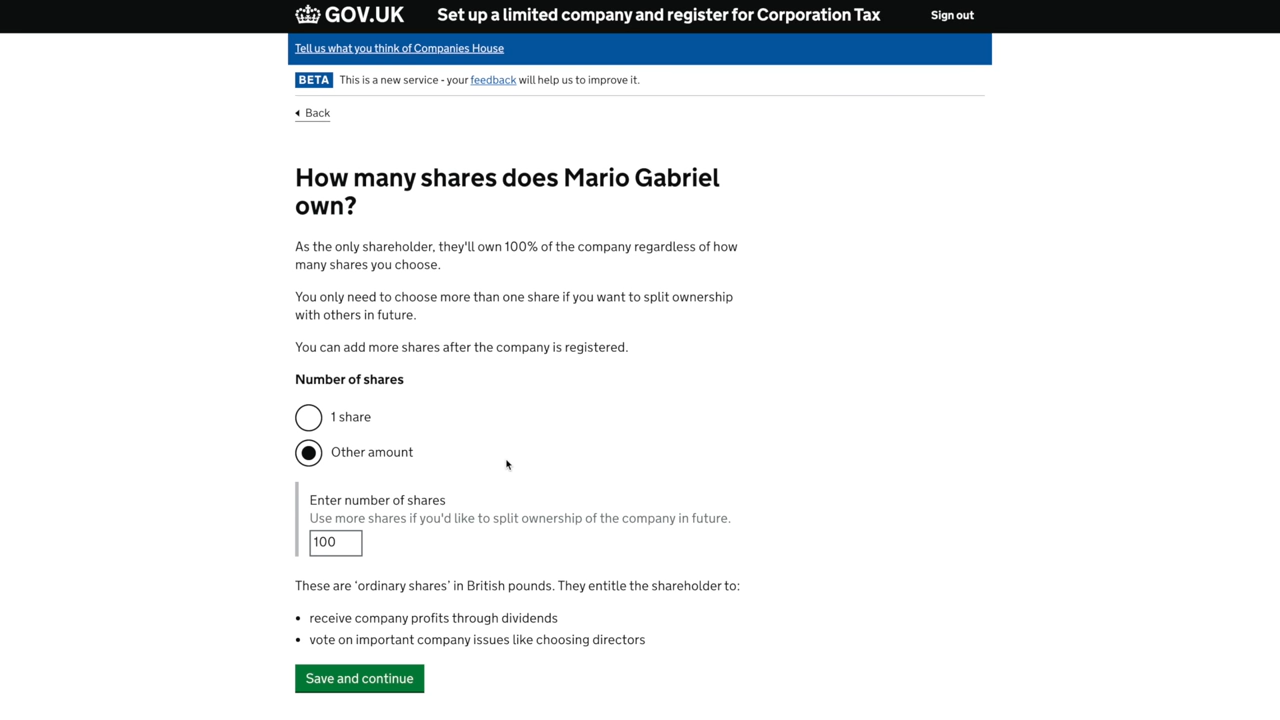 GOV.UK Set up a limited company and register for Corporation Tax Sign out
Tell us what you think of Companies House
BETA This is a new service - your feedback will help us to improve it.
Back
How many shares does Mario Gabriel
own?
As the only shareholder, they'll own 100% of the company regardless of how
many shares you choose.
You only need to choose more than one share if you want to split ownership
with others in future.
You can add more shares after the company is registered.
Number of shares
1 share
Other amount
Enter number of shares
Use more shares if you'd like to split ownership of the company in future.
100
These are ‘ordinary shares’ in British pounds. They entitle the shareholder to:
• receive company profits through dividends
• vote on important company issues like choosing directors
Save and continue